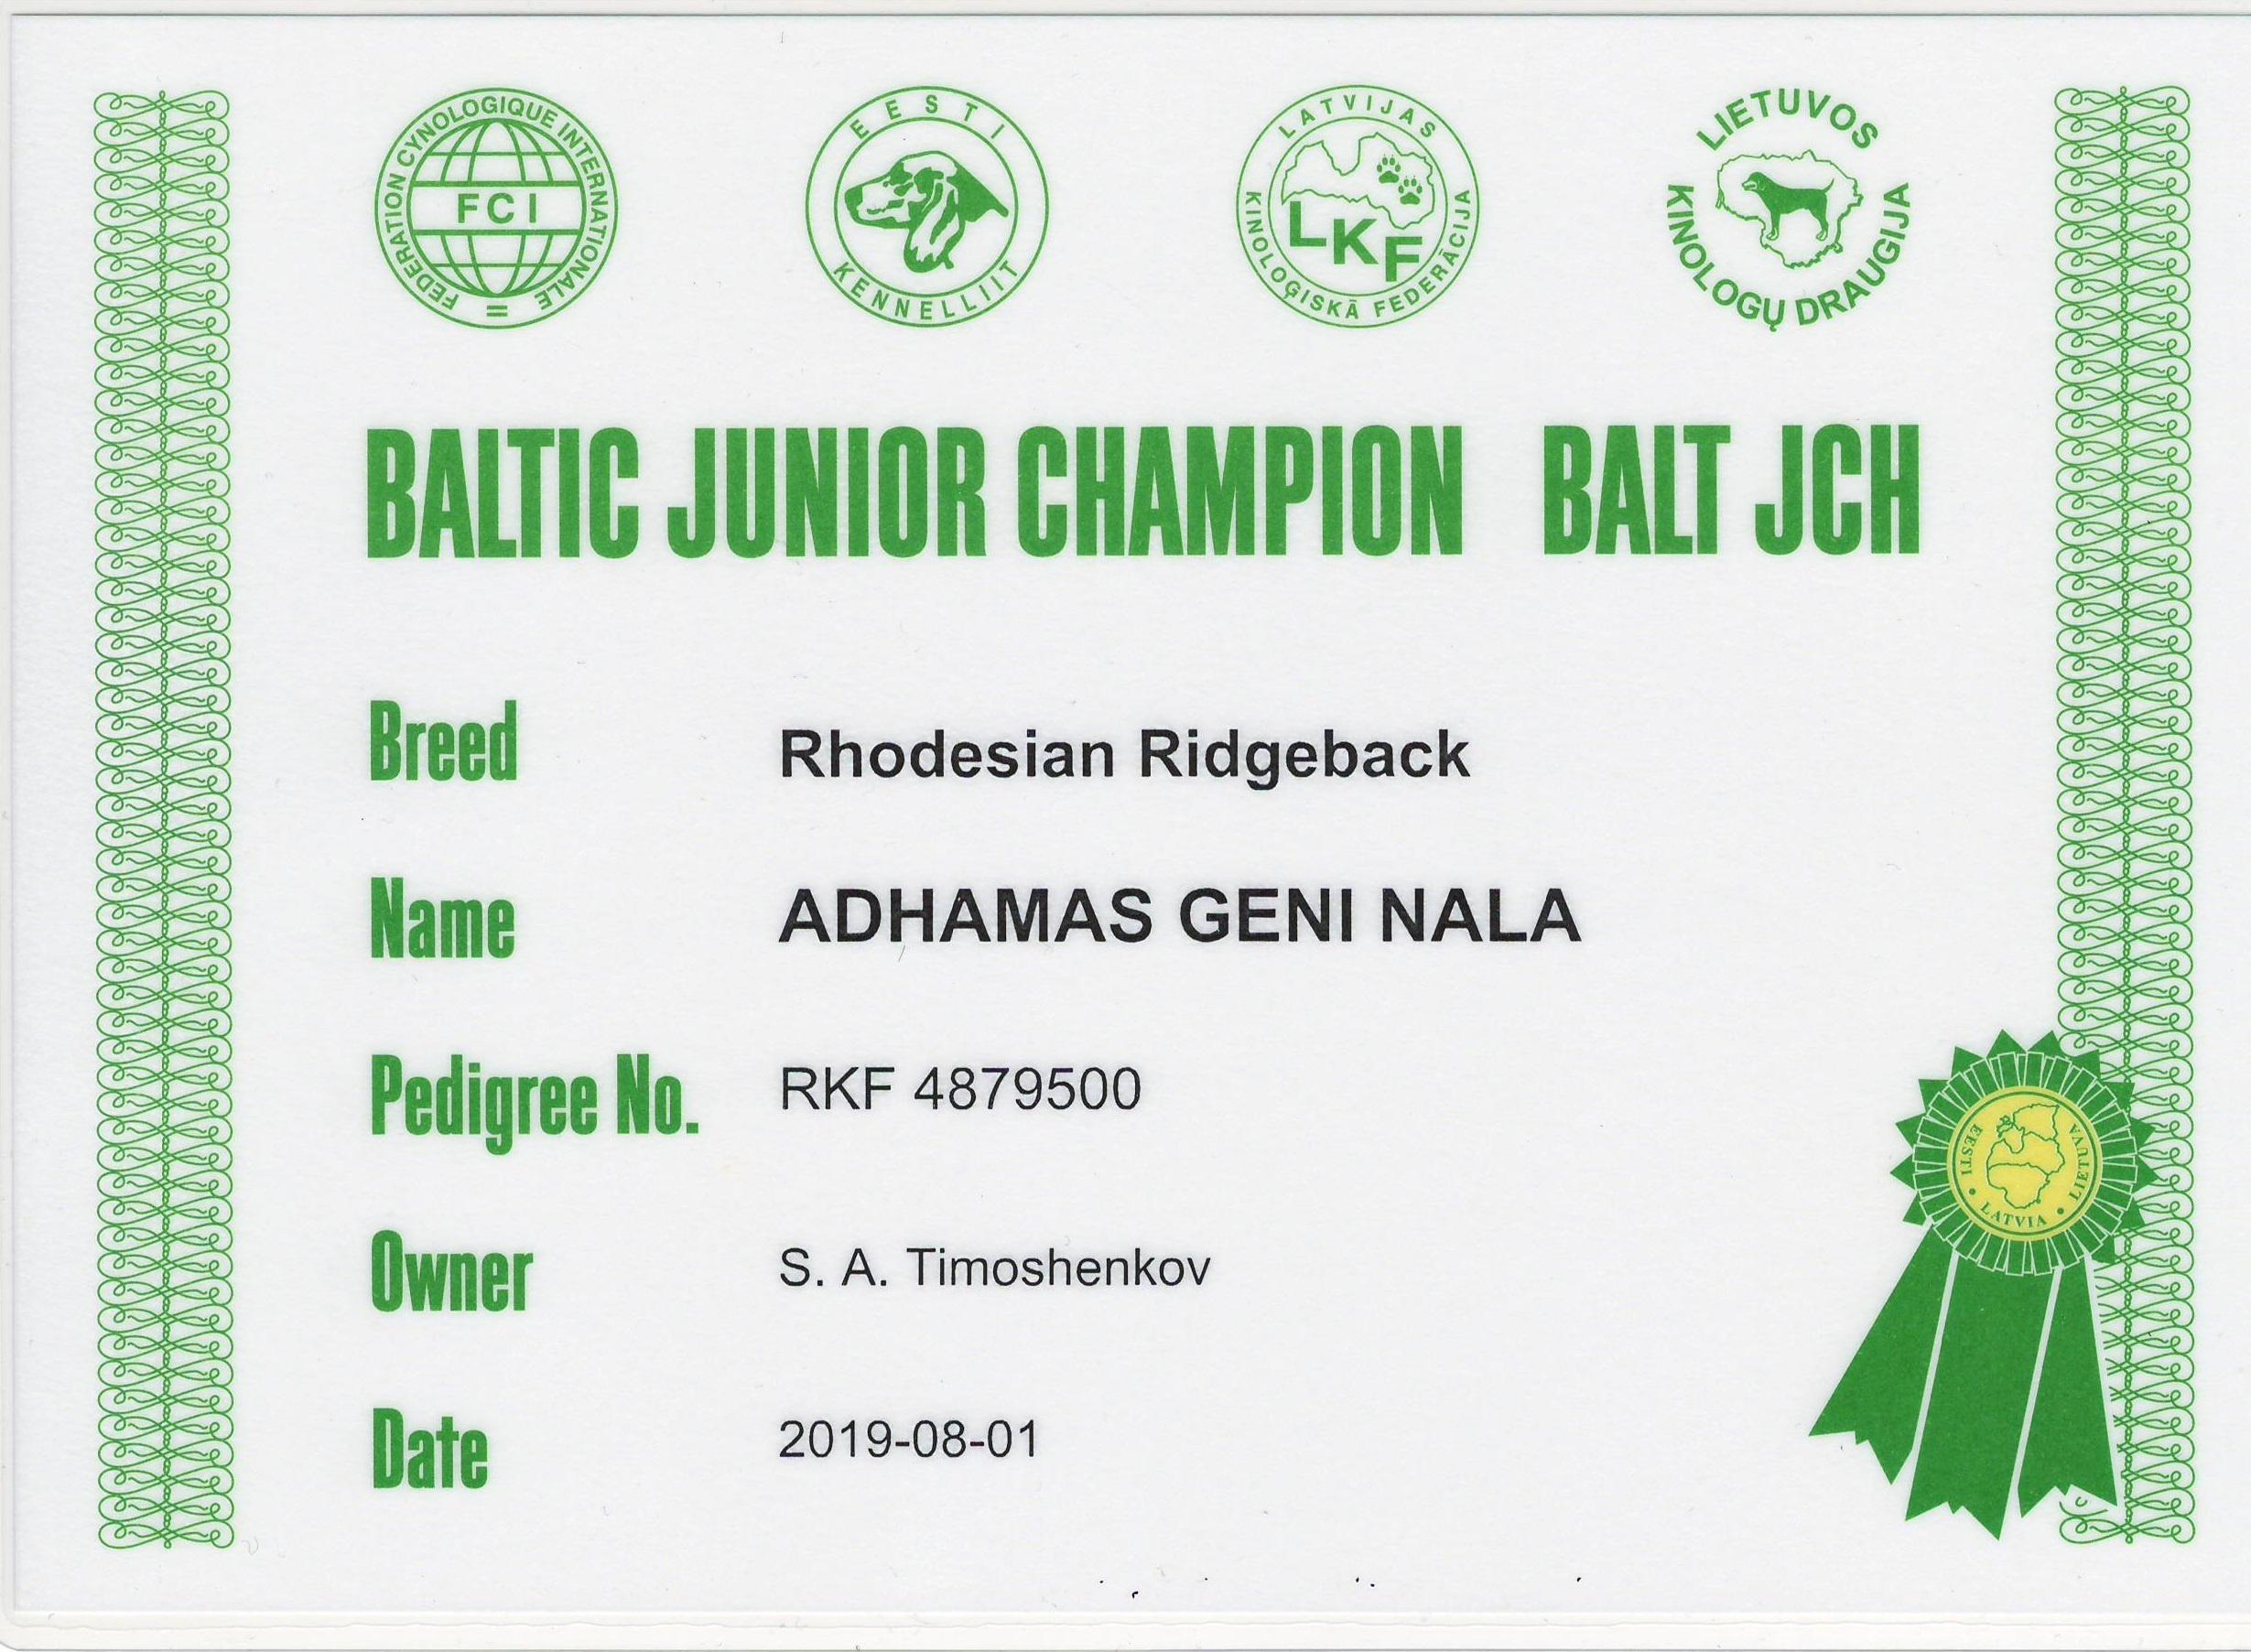 FEDERATION CYNOLOGIQUE INTERNATIONALE
FCI
EESTI
KENNELLIIT
LATVIJAS
LKF
KINOLOĢISKĀ FEDERĀCIJA
LIETUVOS
KINOLOGŲ DRAUGIJA
BALTIC JUNIOR CHAMPION BALT JCH
Breed Rhodesian Ridgeback
Name ADHAMAS GENI NALA
Pedigree No. RKF 4879500
Owner S. A. Timoshenkov
Date 2019-08-01
EESTI • LATVIA • LIETUVA